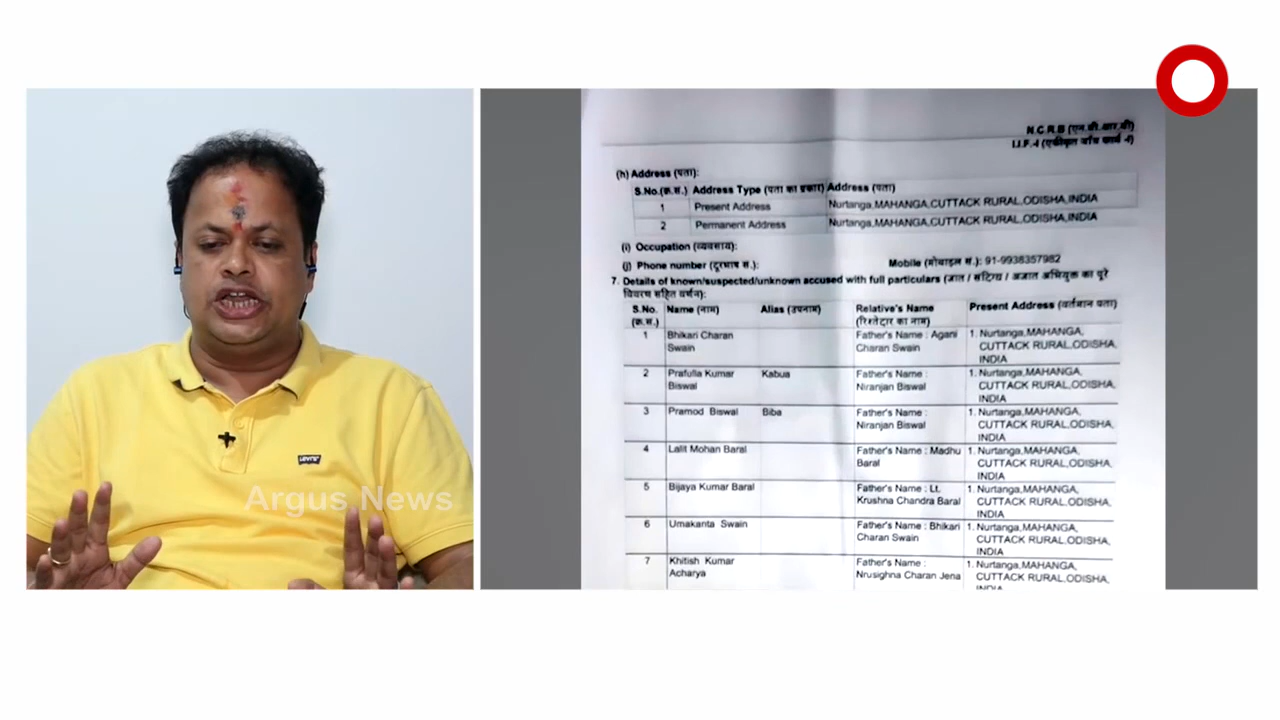 N.C.R.B (एन.सी.आर.बी)
I.I.F.-I (एकीकृत जाँच फार्म -I)
(h) Address (पता):
S.No.(क्र.सं.) Address Type (पता का प्रकार) Address (पता)
1 Present Address Nurtanga,MAHANGA,CUTTACK RURAL,ODISHA,INDIA
2 Permanent Address Nurtanga,MAHANGA,CUTTACK RURAL,ODISHA,INDIA
(i) Occupation (व्यवसाय):
(j) Phone number (दूरभाष सं.): Mobile (मोबाइल सं.): 91-9938357982
7. Details of known/suspected/unknown accused with full particulars (ज्ञात / संदिग्ध / अज्ञात अभियुक्त का पूरे
विवरण सहित वर्णन):
S.No. Name (नाम) Alias (उपनाम) Relative's Name Present Address (वर्तमान पता)
(क्र.सं.) (रिश्तेदार का नाम)
1 Bhikari Charan Father's Name : Agani 1. Nurtanga,MAHANGA,
Swain Charan Swain CUTTACK RURAL,ODISHA,
INDIA
2 Prafulla Kumar Kabua Father's Name : 1. Nurtanga,MAHANGA,
Biswal Niranjan Biswal CUTTACK RURAL,ODISHA,
INDIA
3 Pramod Biswal Biba Father's Name : 1. Nurtanga,MAHANGA,
Niranjan Biswal CUTTACK RURAL,ODISHA,
INDIA
4 Lalit Mohan Baral Father's Name : Madhu 1. Nurtanga,MAHANGA,
Baral CUTTACK RURAL,ODISHA,
INDIA
5 Bijaya Kumar Baral Father's Name : Lt. 1. Nurtanga,MAHANGA,
Krushna Chandra Baral CUTTACK RURAL,ODISHA,
INDIA
6 Umakanta Swain Father's Name : Bhikari 1. Nurtanga,MAHANGA,
Charan Swain CUTTACK RURAL,ODISHA,
INDIA
7 Khitish Kumar Father's Name : 1. Nurtanga,MAHANGA,
Acharya Nrusighna Charan Jena CUTTACK RURAL,ODISHA,
INDIA
LEVI'S
Argus News